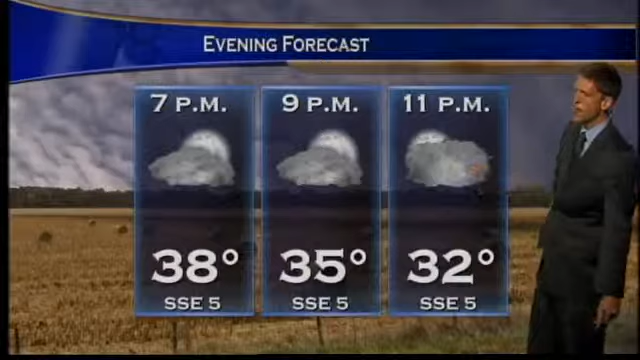 EVENING FORECAST
7 P.M. 9 P.M. 11 P.M.
38° 35° 32°
SSE 5 SSE 5 SSE 5